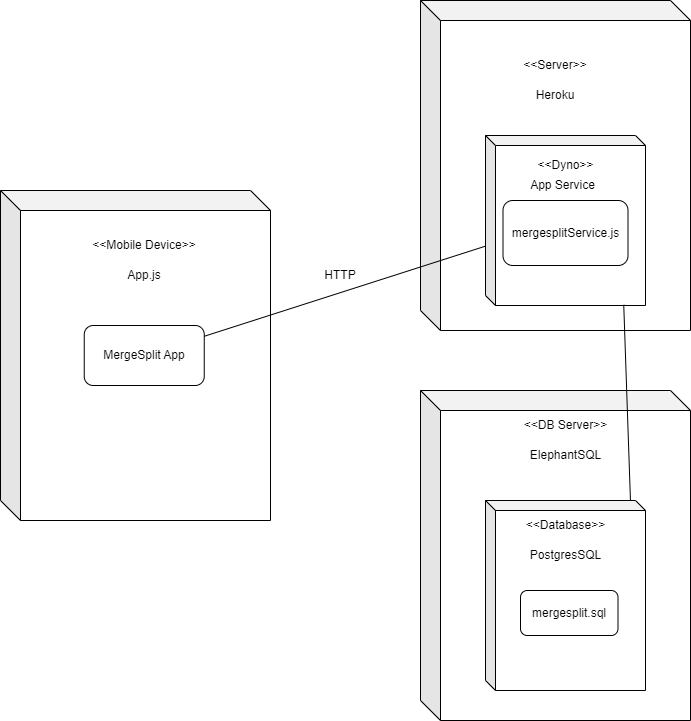 <<Server>>
Heroku
<<Dyno>>
App Service
mergesplitService.js
<<Mobile Device>>
App.js
HTTP
MergeSplit App
<<DB Server>>
ElephantSQL
<<Database>>
PostgresSQL
mergesplit.sql